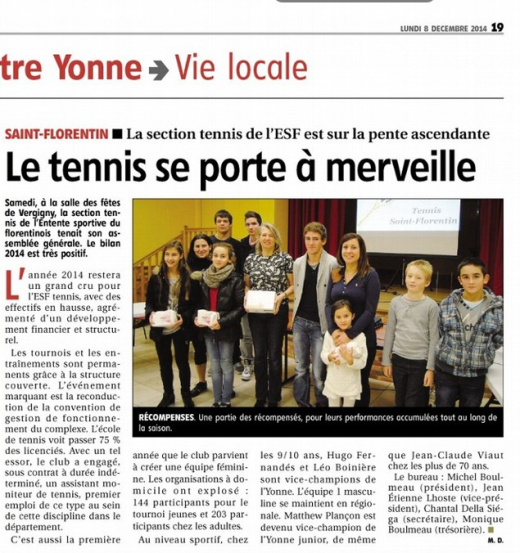 LUNDI 8 DECEMBRE 2014 19
tre Yonne → Vie locale
SAINT-FLORENTIN ■ La section tennis de l'ESF est sur la pente ascendante
Le tennis se porte à merveille
Samedi, à la salle des fêtes
de Vergigny, la section ten-
nis de l'Entente sportive du
florentinois tenait son as-
semblée générale. Le bilan
2014 est très positif.
L'année 2014 restera
un grand cru pour
l'ESF tennis, avec des
effectifs en hausse, agré-
menté d'un développe-
ment financier et structu-
rel.
Les tournois et les en-
traînements sont perma-
nents grâce à la structure
couverte. L'événement
marquant est la reconduc-
tion de la convention de
gestion de fonctionne-
ment du complexe. L'école
de tennis voit passer 75 %
des licenciés. Avec un tel
essor, le club a engagé,
sous contrat à durée indé-
terminé, un assistant mo-
niteur de tennis, premier
emploi de ce type au sein
de cette discipline dans le
département.
C'est aussi la première
Tennis
Saint-Florentin
RÉCOMPENSES. Une partie des récompensés, pour leurs performances accumulées tout au long de
la saison.
année que le club parvient
à créer une équipe fémini-
ne. Les organisations à do-
micile ont explosé :
144 participants pour le
tournoi jeunes et 203 par-
ticipants chez les adultes.
Au niveau sportif, chez
les 9/10 ans, Hugo Fer-
nandés et Léo Boinière
sont vice-champions de
l'Yonne. L'équipe 1 mascu-
line se maintient en régio-
nale. Matthew Plançon est
devenu vice-champion de
l'Yonne junior, de même
que Jean-Claude Viaut
chez les plus de 70 ans.
Le bureau : Michel Boul-
meau (président), Jean
Étienne Lhoste (vice-pré-
sident), Chantal Della Sié-
ga (secrétaire), Monique
Boulmeau (trésorière). ■
M. D.